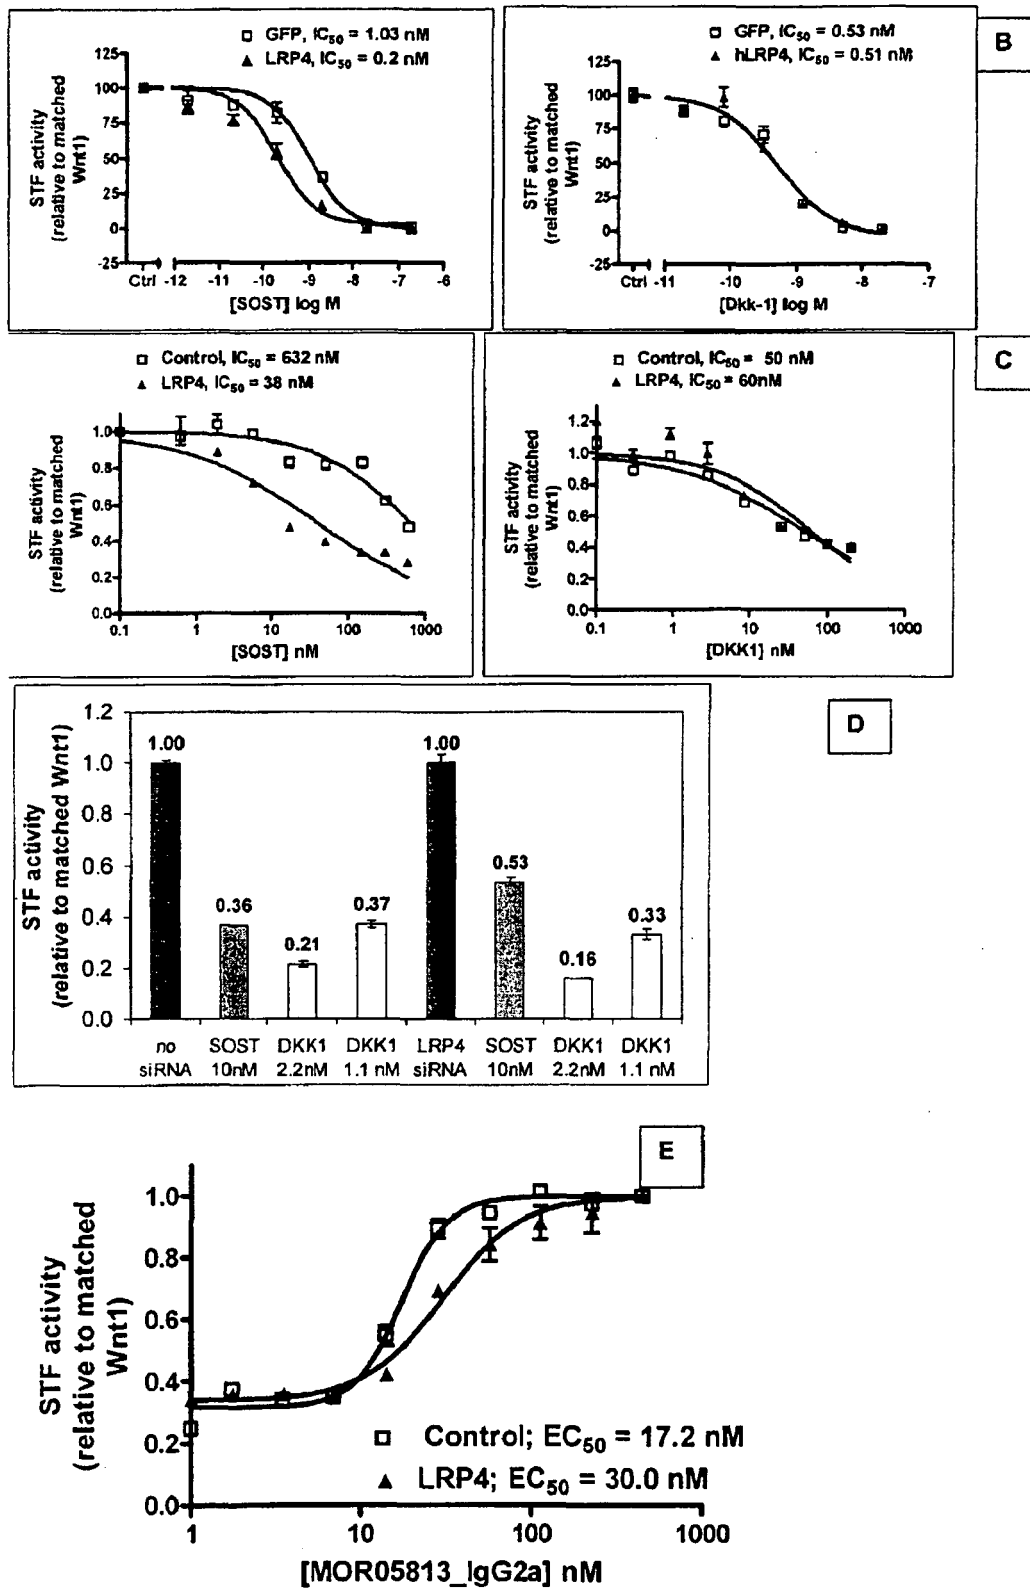 GFP, IC50 = 1.03 nM
LRP4, IC50 = 0.2 nM
125
100
75
50
25
0
-25
STF activity
(relative to matched
Wnt1)
Ctrl -12 -11 -10 -9 -8 -7 -6
[SOST] log M
GFP, IC50 = 0.53 nM
hLRP4, IC50 = 0.51 nM
125
100
75
50
25
0
-25
STF activity
(relative to matched
Wnt1)
Ctrl -11 -10 -9 -8 -7
[Dkk-1] log M
B
Control, IC50 = 632 nM
LRP4, IC50 = 38 nM
1.0
0.8
0.6
0.4
0.2
0.0
STF activity
(relative to matched
Wnt1)
0.1 1 10 100 1000
[SOST] nM
Control, IC50 = 50 nM
LRP4, IC50 = 60nM
1.2
1.0
0.8
0.6
0.4
0.2
0.0
STF activity
(relative to matched
Wnt1)
0.1 1 10 100 1000
[DKK1] nM
C
1.2
1.0
0.8
0.6
0.4
0.2
0.0
STF activity
(relative to matched Wnt1)
1.00 0.36 0.21 0.37 1.00 0.53 0.16 0.33
no SOST DKK1 DKK1 LRP4 SOST DKK1 DKK1
siRNA 10nM 2.2nM 1.1 nM siRNA 10nM 2.2nM 1.1 nM
D
E
1.0
0.8
0.6
0.4
0.2
0.0
STF activity
(relative to matched
Wnt1)
Control; EC50 = 17.2 nM
LRP4; EC50 = 30.0 nM
1 10 100 1000
[MOR05813_IgG2a] nM